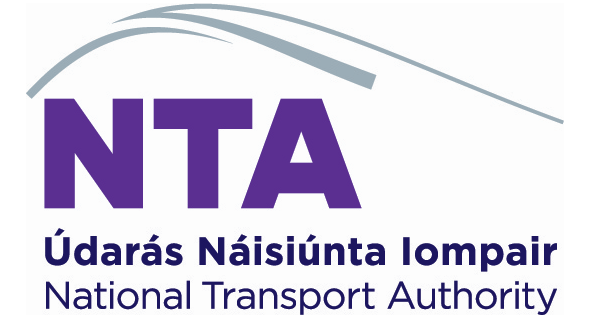 NTA
Údarás Náisiúnta Iompair
National Transport Authority